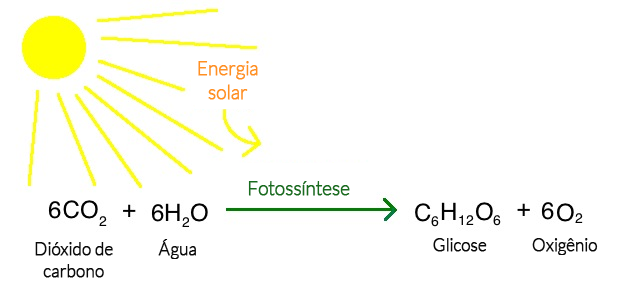 Energia
solar
Fotossíntese
6CO₂ + 6H₂O C₆H₁₂O₆ + 6O₂
Dióxido de
carbono
Água
Glicose
Oxigênio